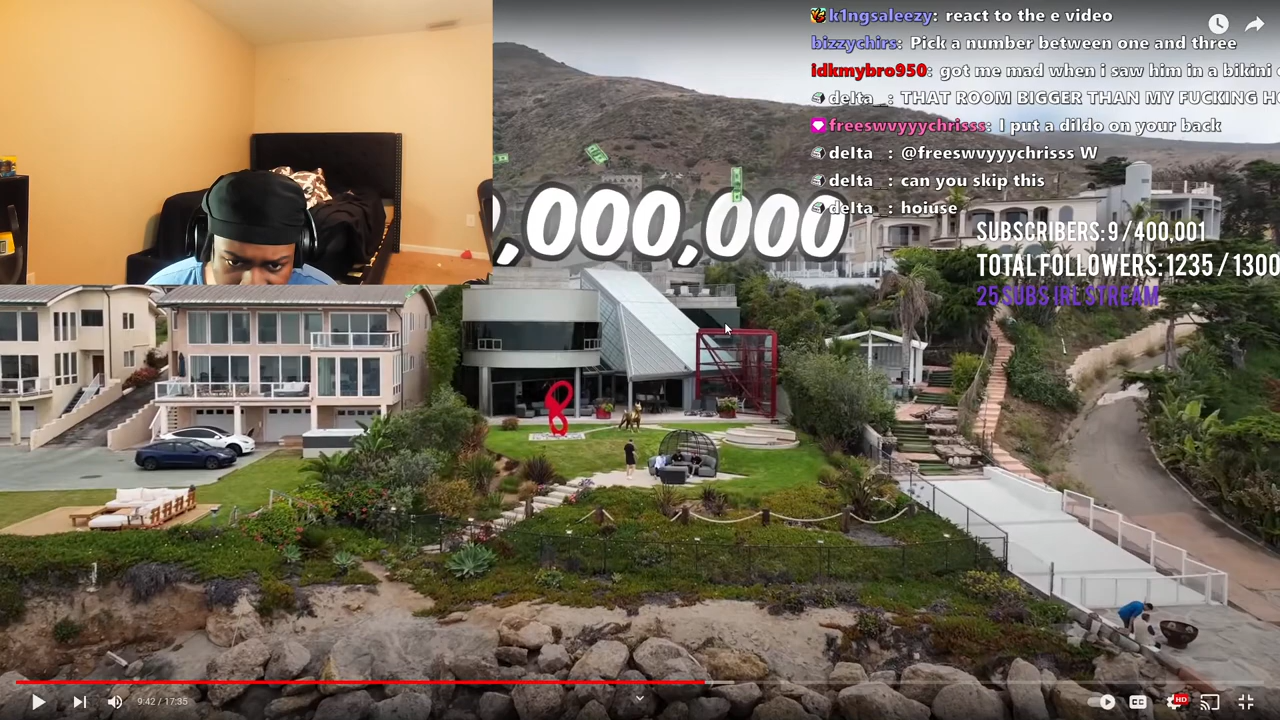 k1ngsaleezy: react to the e video
bizzychirs: Pick a number between one and three
idkmybro950: got me mad when i saw him in a bikini
delta_: THAT ROOM BIGGER THAN MY FUCKING
freeswvyyychrisss: I put a dildo on your back
delta_: @freeswvyyychrisss W
delta_: can you skip this
delta_: hoiuse
,000,000
SUBSCRIBERS: 9 / 400,001
TOTAL FOLLOWERS: 1235 / 1300
25 SUBS IRL STREAM
9:42 / 17:35
CC
HD